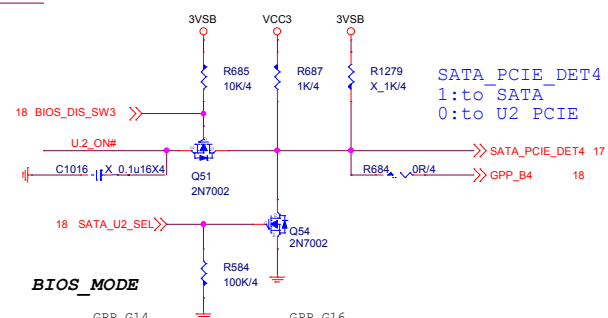 3VSB VCC3 3VSB
R685
10K/4
R687
1K/4
R1279
X_1K/4
SATA_PCIE_DET4
1:to SATA
0:to U2 PCIE
18 BIOS_DIS_SW3
U.2_ON#
SATA_PCIE_DET4 17
C1016 X_0.1u16X4
Q51
2N7002
R684 0R/4
GPP_B4 18
18 SATA_U2_SEL
Q54
2N7002
R584
100K/4
BIOS_MODE
GPP_G14 GPP_G16